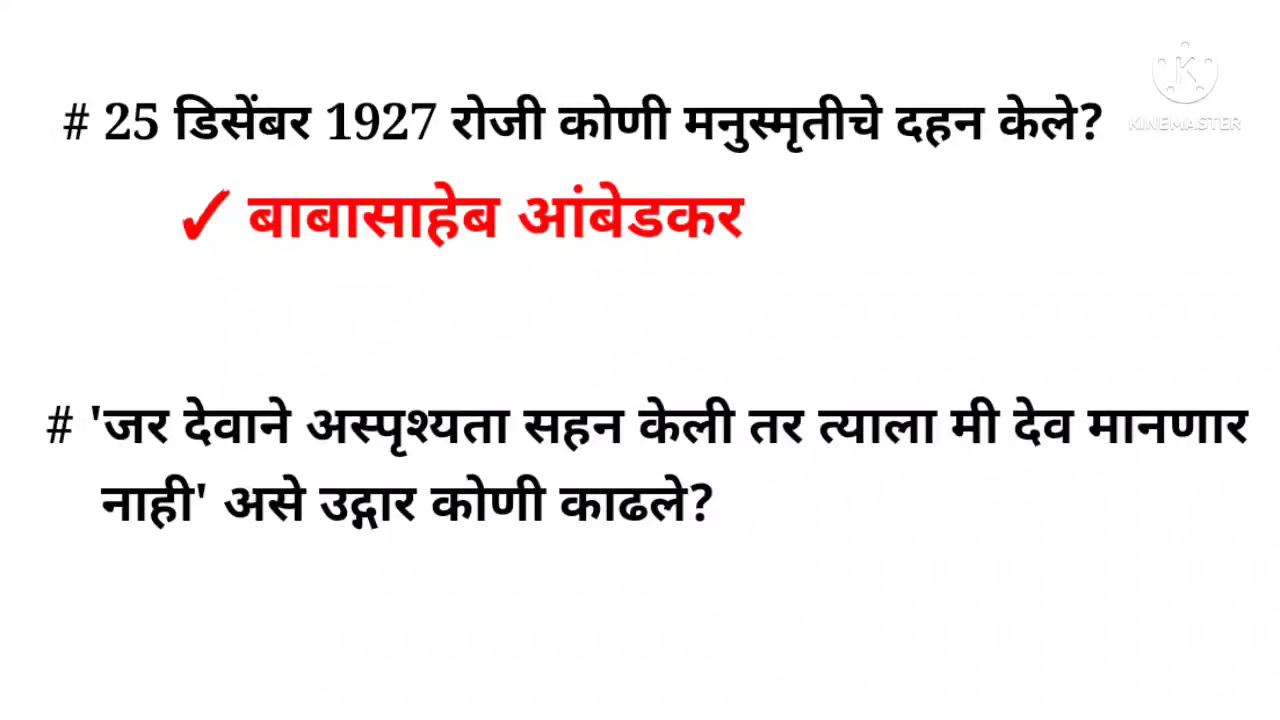 # 25 डिसेंबर 1927 रोजी कोणी मनुस्मृतीचे दहन केले?
KINEMASTER
✓ बाबासाहेब आंबेडकर
# 'जर देवाने अस्पृश्यता सहन केली तर त्याला मी देव मानणार
नाही' असे उद्गार कोणी काढले?